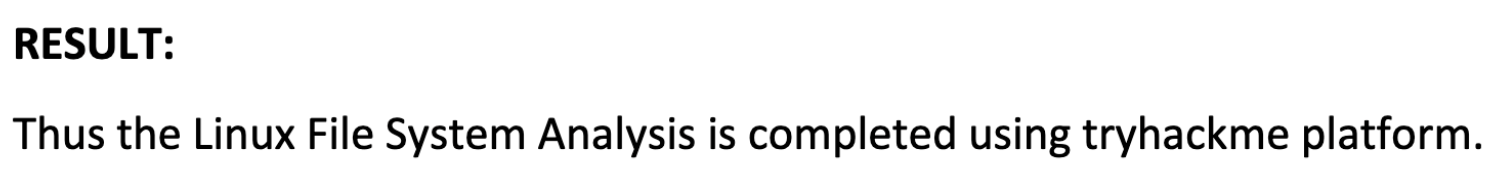 RESULT:
Thus the Linux File System Analysis is completed using tryhackme platform.